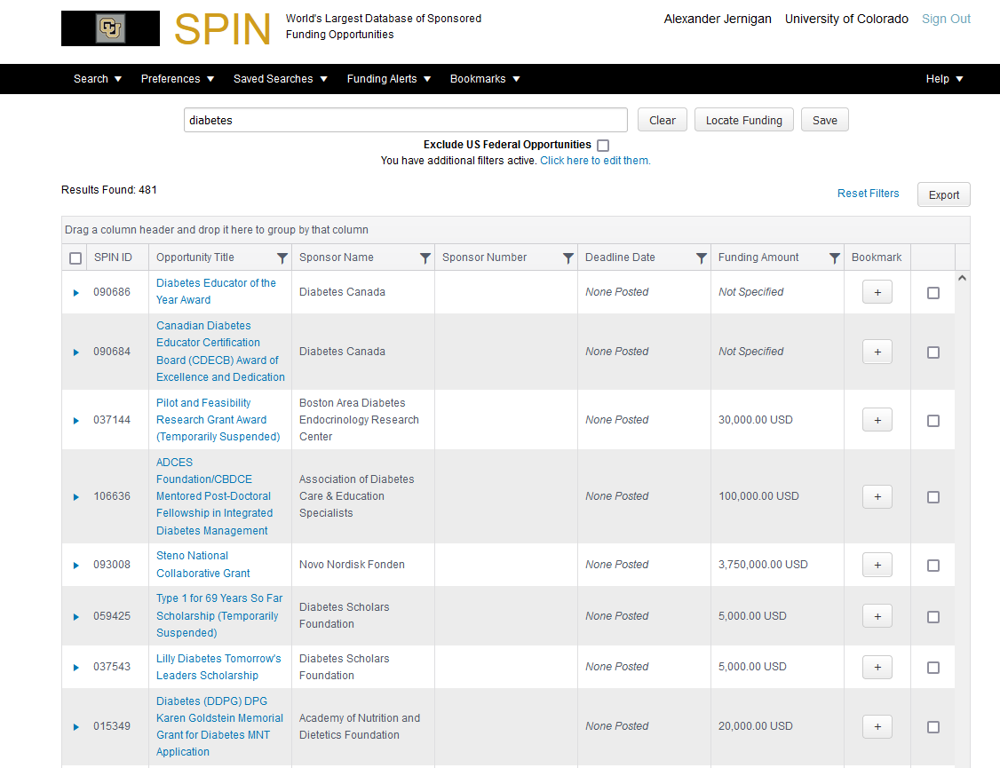 SPIN
World's Largest Database of Sponsored
Funding Opportunities
Alexander Jernigan University of Colorado Sign Out
Search Preferences Saved Searches Funding Alerts Bookmarks Help
diabetes Clear Locate Funding Save
Exclude US Federal Opportunities
You have additional filters active. Click here to edit them.
Results Found: 481
Reset Filters Export
Drag a column header and drop it here to group by that column
SPIN ID Opportunity Title Sponsor Name Sponsor Number Deadline Date Funding Amount Bookmark
090686 Diabetes Educator of the
Year Award
Diabetes Canada None Posted Not Specified +
090684 Canadian Diabetes
Educator Certification
Board (CDECB) Award of
Excellence and Dedication
Diabetes Canada None Posted Not Specified +
037144 Pilot and Feasibility
Research Grant Award
(Temporarily Suspended)
Boston Area Diabetes
Endocrinology Research
Center
None Posted 30,000.00 USD +
106636 ADCES
Foundation/CBDCE
Mentored Post-Doctoral
Fellowship in Integrated
Diabetes Management
Association of Diabetes
Care & Education
Specialists
None Posted 100,000.00 USD +
093008 Steno National
Collaborative Grant
Novo Nordisk Fonden None Posted 3,750,000.00 USD +
059425 Type 1 for 69 Years So Far
Scholarship (Temporarily
Suspended)
Diabetes Scholars
Foundation
None Posted 5,000.00 USD +
037543 Lilly Diabetes Tomorrow's
Leaders Scholarship
Diabetes Scholars
Foundation
None Posted 5,000.00 USD +
015349 Diabetes (DDPG) DPG
Karen Goldstein Memorial
Grant for Diabetes MNT
Application
Academy of Nutrition and
Dietetics Foundation
None Posted 20,000.00 USD +